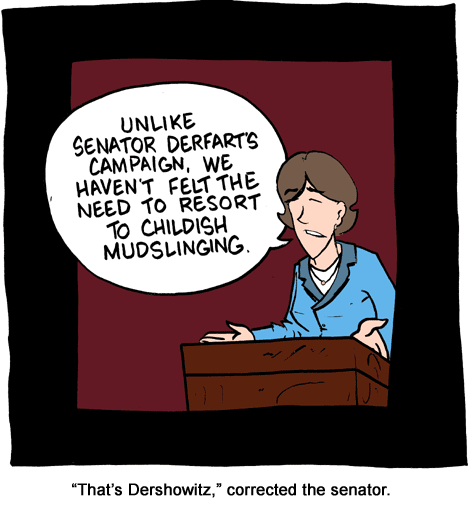 UNLIKE
SENATOR DERFART'S
CAMPAIGN, WE
HAVEN'T FELT THE
NEED TO RESORT
TO CHILDISH
MUDSLINGING.
"That's Dershowitz," corrected the senator.